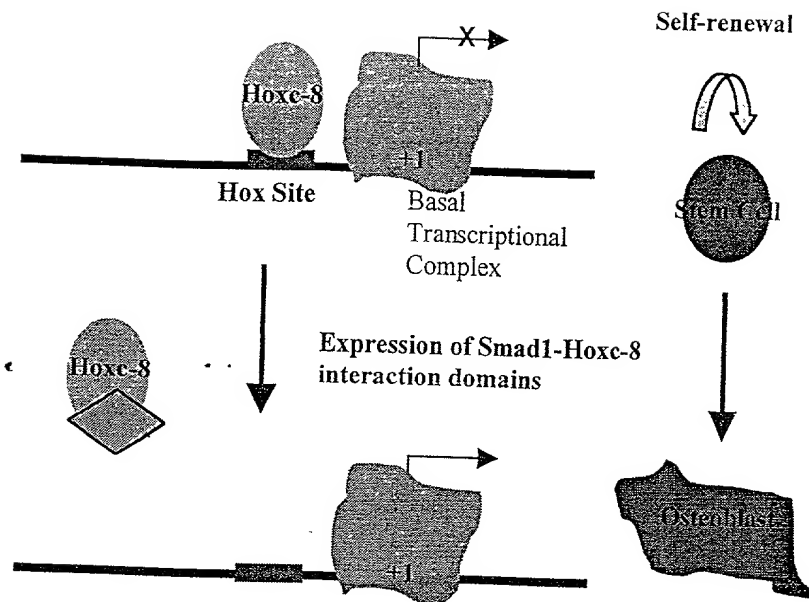 Self-renewal
X
Hoxc-8
+1
Hox Site
Basal
Transcriptional
Complex
Stem Cell
Expression of Smad1-Hoxc-8
interaction domains
Hoxc-8
Osteoblast
+1